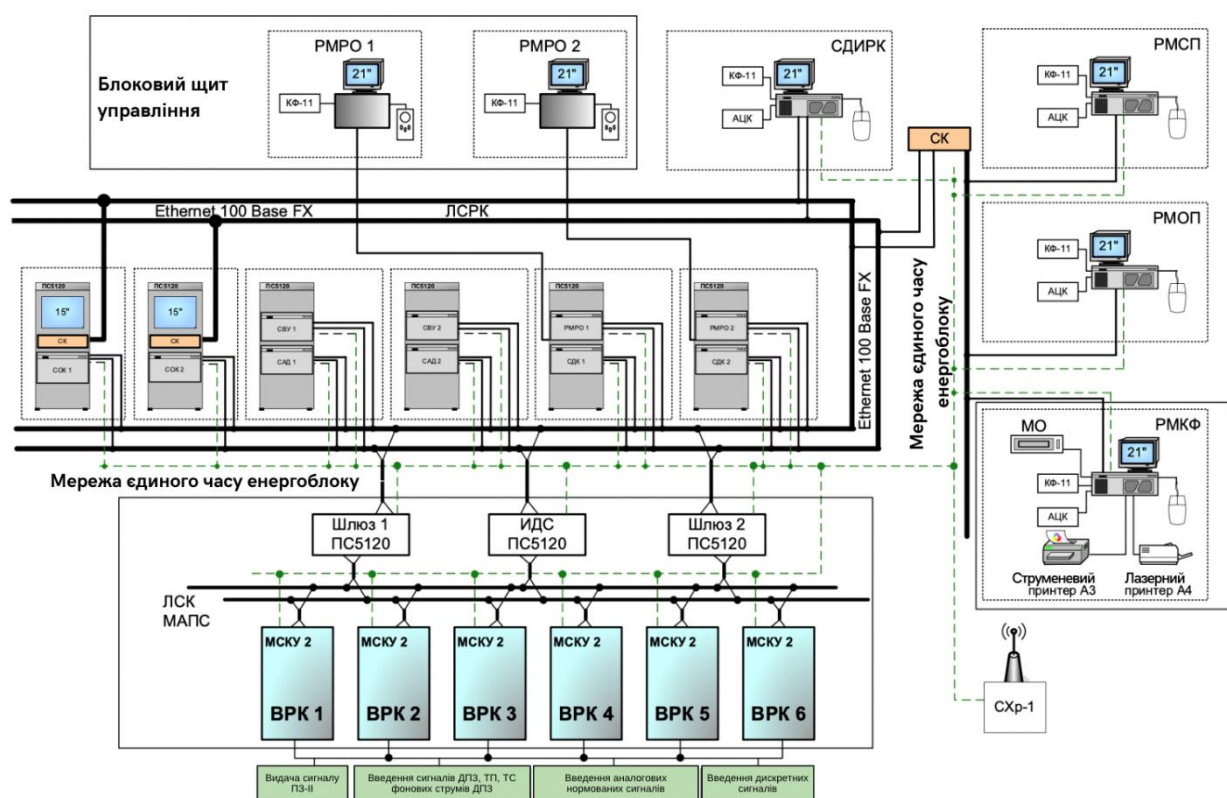 Блоковий щит
управління
РМРО 1
21"
КФ-11
РМРО 2
21"
КФ-11
СДИРК
КФ-11
21"
АЦК
РМСП
КФ-11
21"
АЦК
СК
Ethernet 100 Base FX
ЛСРК
РМОП
КФ-11
21"
АЦК
ПС5120
15"
СК
СОК 1
ПС5120
15"
СК
СОК 2
ПС5120
СВУ 1
САД 1
ПС5120
СВУ 2
САД 2
ПС5120
РМРО 1
СДК 1
ПС5120
РМРО 2
СДК 2
Ethernet 100 Base FX
Мережа єдиного часу
енергоблоку
Мережа єдиного часу енергоблоку
РМКФ
МО
21"
КФ-11
АЦК
Струменевий
принтер А3
Лазерний
принтер А4
Шлюз 1
ПС5120
ИДС
ПС5120
Шлюз 2
ПС5120
ЛСК
МАПС
МСКУ 2
ВРК 1
МСКУ 2
ВРК 2
МСКУ 2
ВРК 3
МСКУ 2
ВРК 4
МСКУ 2
ВРК 5
МСКУ 2
ВРК 6
СХр-1
Видача сигналу
ПЗ-ІІ
Введення сигналів ДПЗ, ТП, ТС
фонових струмів ДПЗ
Введення аналогових
нормованих сигналів
Введення дискретних
сигналів